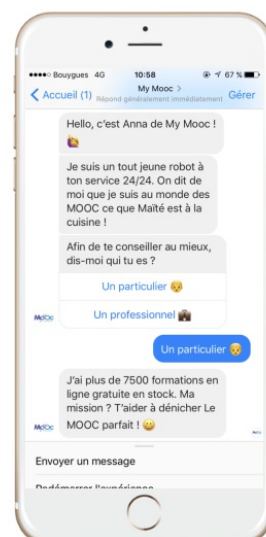 Bouygues 4G 10:58 67 %
Accueil (1) My Mooc > Gérer
Répond généralement immédiatement
Hello, c'est Anna de My Mooc !
🙋
Je suis un tout jeune robot à
ton service 24/24. On dit de
moi que je suis au monde des
MOOC ce que Maïté est à la
cuisine !
Afin de te conseiller au mieux,
dis-moi qui tu es ?
Un particulier 👴
Un professionnel
MyMOOC
Un particulier 👴
J'ai plus de 7500 formations en
ligne gratuite en stock. Ma
mission ? T'aider à dénicher Le
MOOC parfait ! 😀
MyMOOC
Envoyer un message
Redémarrer l'expérience